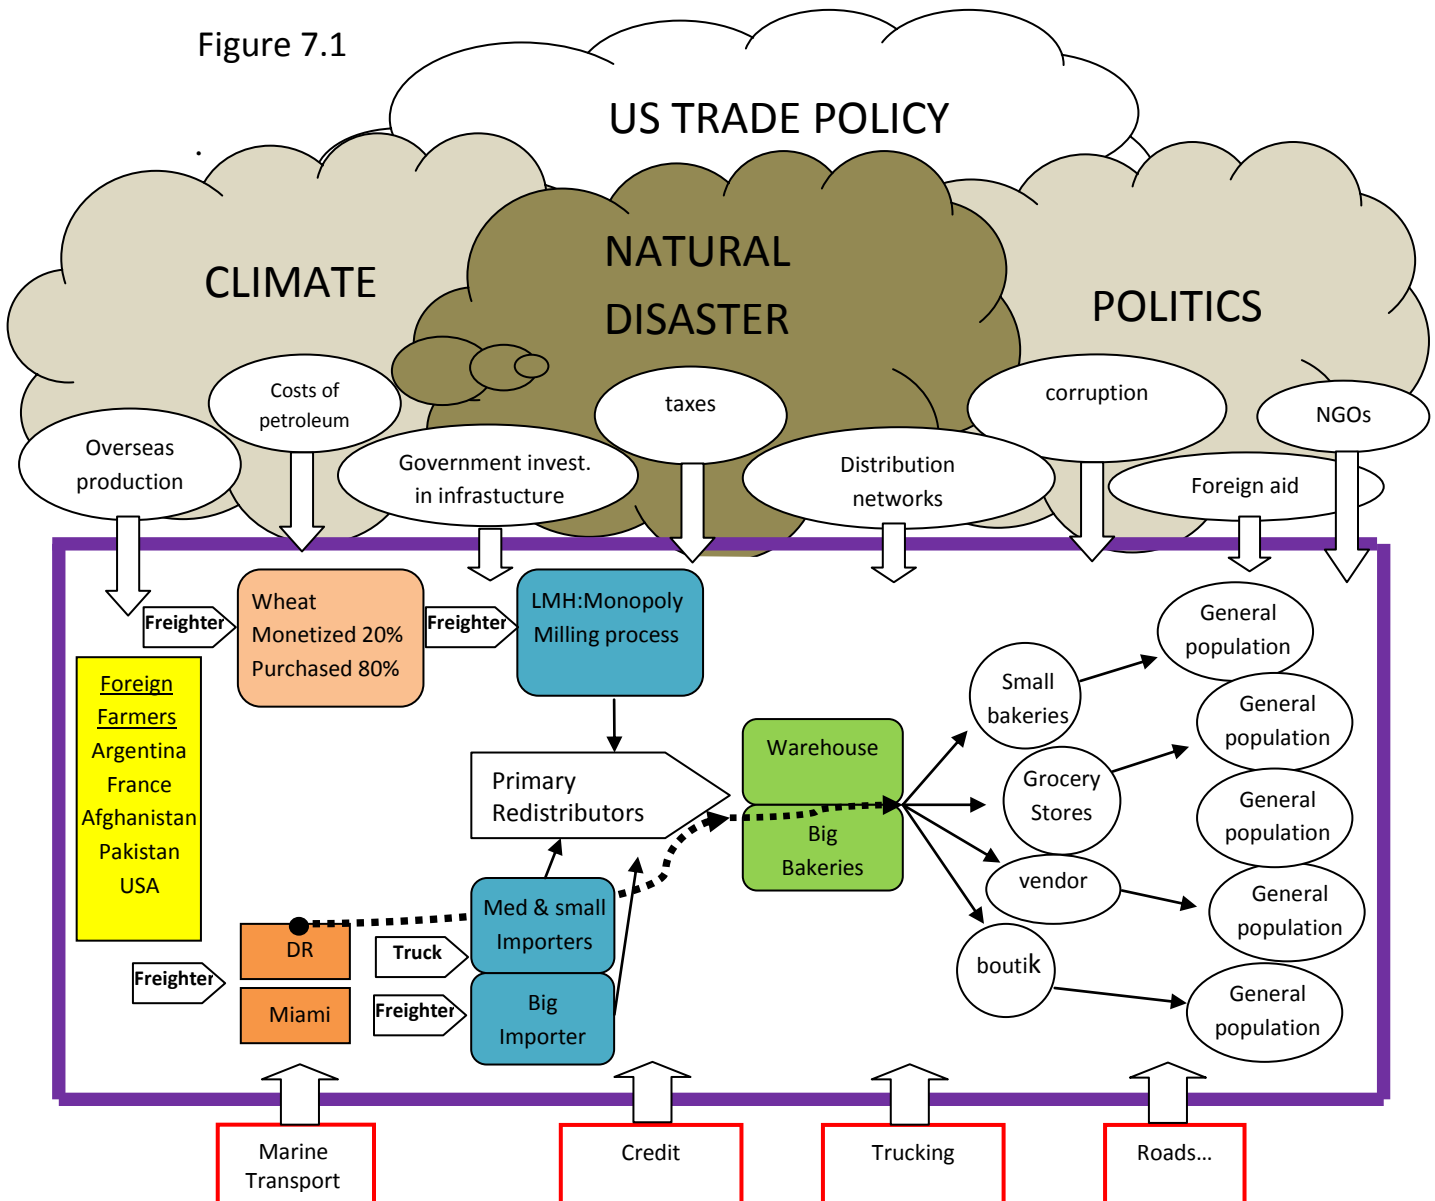 Figure 7.1
US TRADE POLICY
.
CLIMATE
NATURAL
DISASTER
POLITICS
Costs of
petroleum
taxes
corruption
NGOs
Overseas
production
Government invest.
in infrastucture
Distribution
networks
Foreign aid
Freighter
Wheat
Monetized 20%
Purchased 80%
Freighter
LMH:Monopoly
Milling process
General
population
Foreign
Farmers
Argentina
France
Afghanistan
Pakistan
USA
Small
bakeries
General
population
Primary
Redistributors
Warehouse
Big
Bakeries
Grocery
Stores
General
population
vendor
General
population
DR
Miami
Freighter
Truck
Freighter
Med & small
Importers
Big
Importer
boutik
General
population
Marine
Transport
Credit
Trucking
Roads...